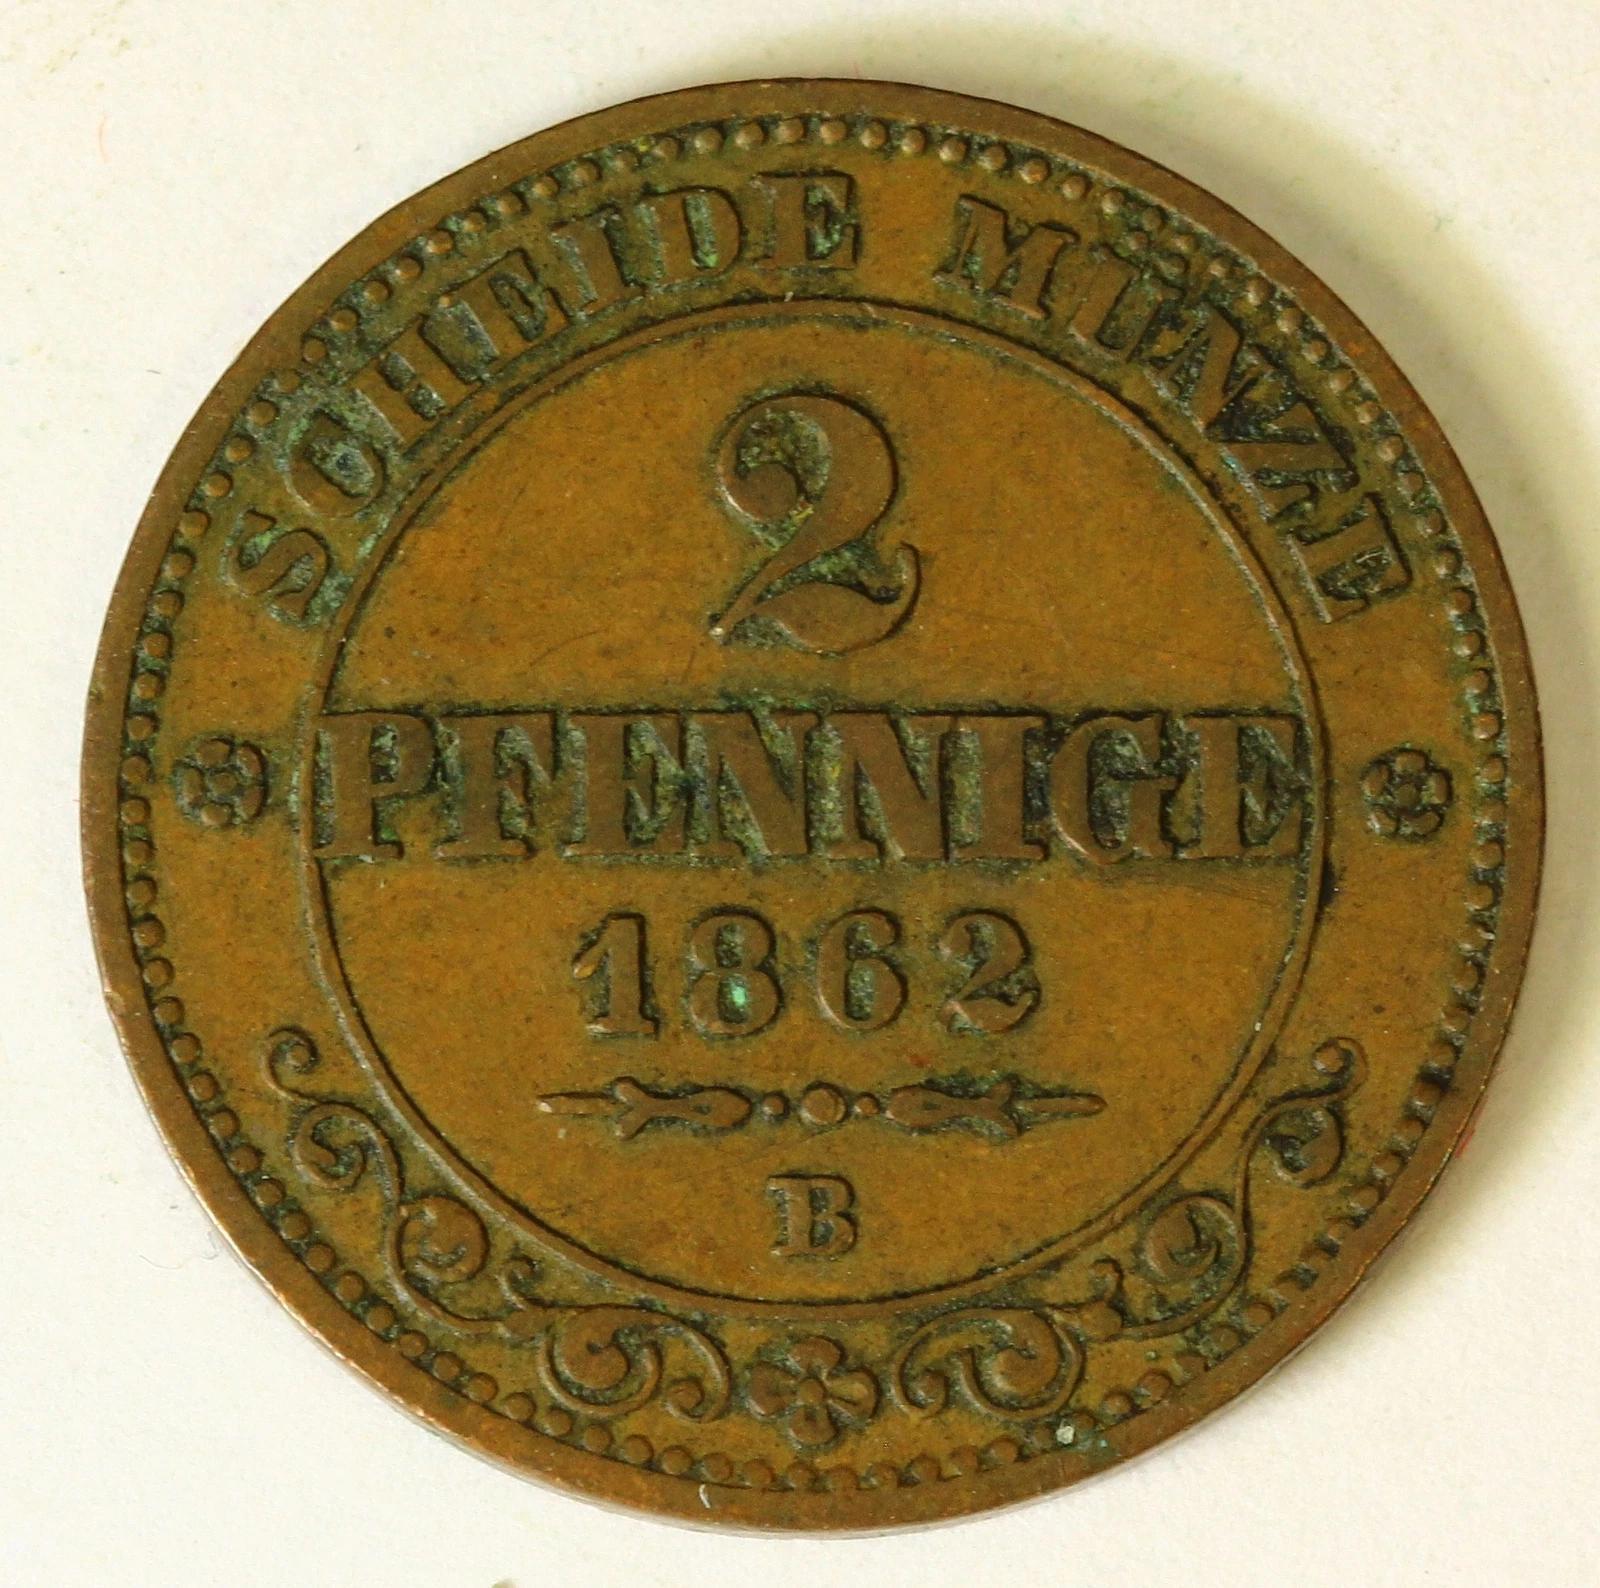 SCHEIDE MÜNZE
2
PFENNIGE
1862
B